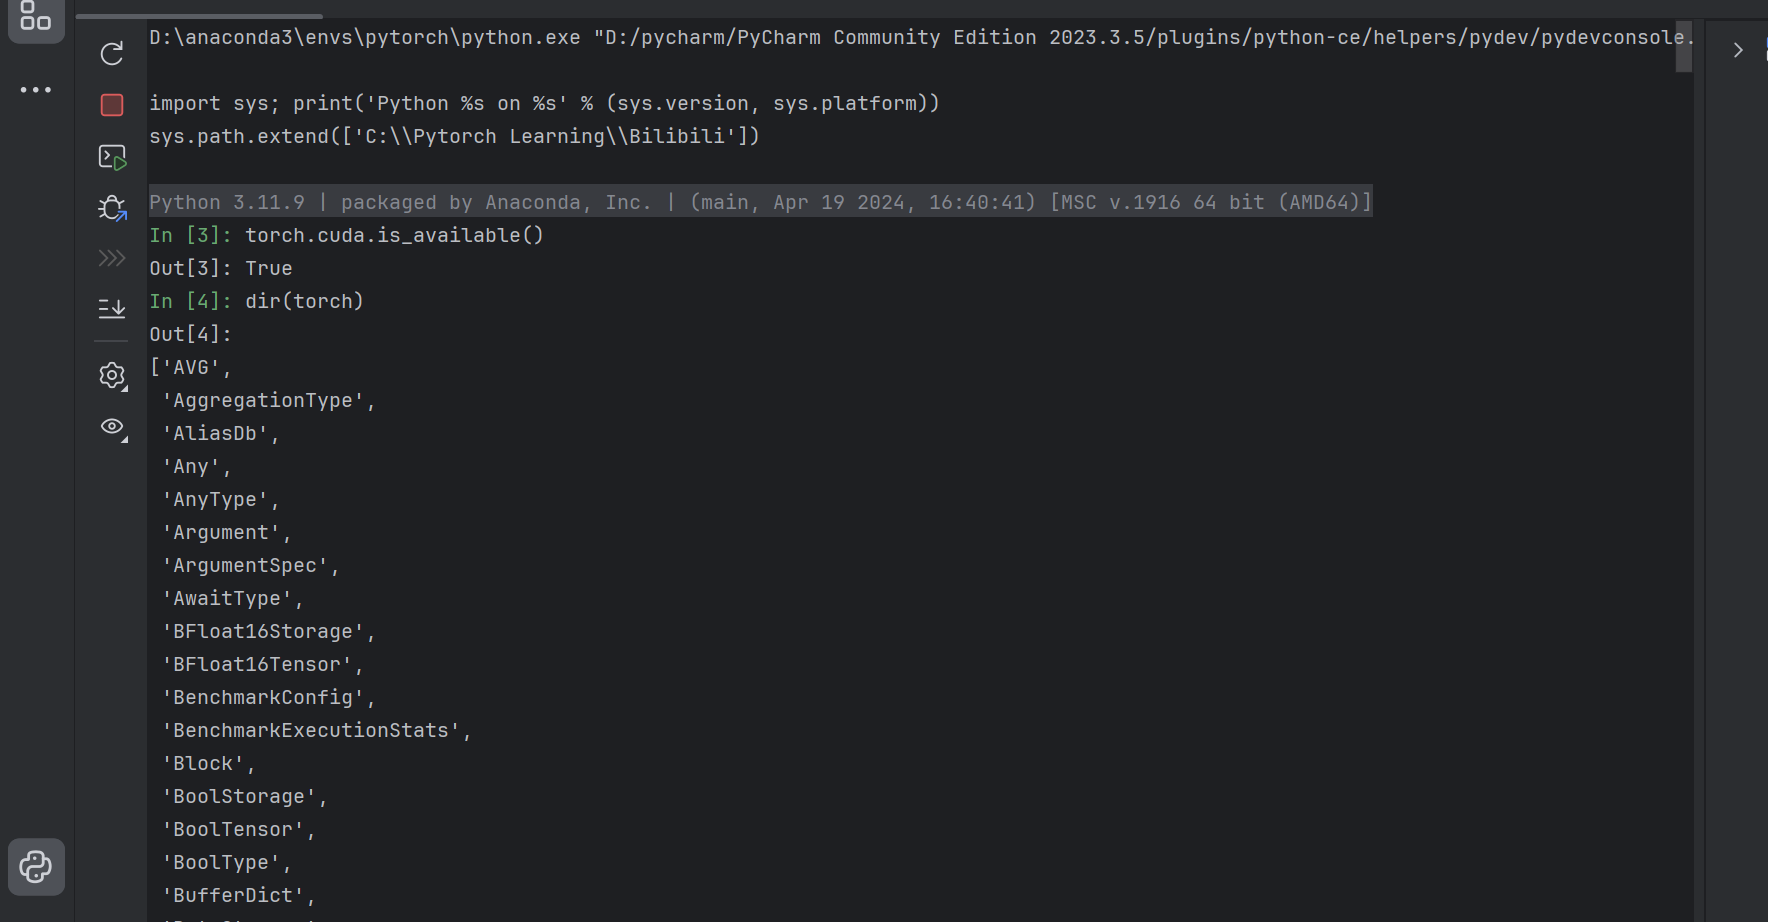 D:\anaconda3\envs\pytorch\python.exe "D:/pycharm/PyCharm Community Edition 2023.3.5/plugins/python-ce/helpers/pydev/pydevconsole.
import sys; print('Python %s on %s' % (sys.version, sys.platform))
sys.path.extend(['C:\\Pytorch Learning\\Bilibili'])
Python 3.11.9 | packaged by Anaconda, Inc. | (main, Apr 19 2024, 16:40:41) [MSC v.1916 64 bit (AMD64)]
In [3]: torch.cuda.is_available()
Out[3]: True
In [4]: dir(torch)
Out[4]:
['AVG',
'AggregationType',
'AliasDb',
'Any',
'AnyType',
'Argument',
'ArgumentSpec',
'AwaitType',
'BFloat16Storage',
'BFloat16Tensor',
'BenchmarkConfig',
'BenchmarkExecutionStats',
'Block',
'BoolStorage',
'BoolTensor',
'BoolType',
'BufferDict',